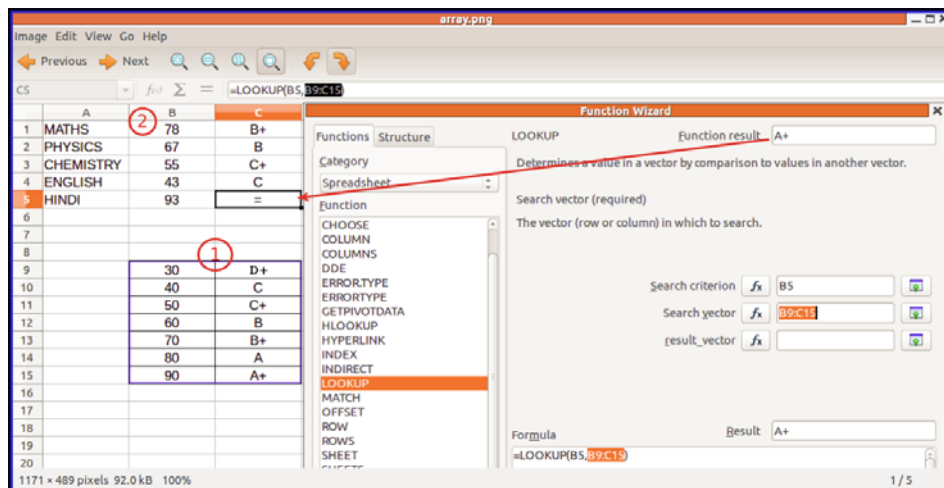 array.png
Image Edit View Go Help
Previous Next
C5 f(x) Σ = =LOOKUP(B5,B9:C15)
A B C
1 MATHS 78 B+
2 PHYSICS 67 B
3 CHEMISTRY 55 C+
4 ENGLISH 43 C
5 HINDI 93 =
6
7
8
9 30 D+
10 40 C
11 50 C+
12 60 B
13 70 B+
14 80 A
15 90 A+
16
17
18
19
20
2
1
Function Wizard
Functions Structure
Category
Spreadsheet
Function
CHOOSE
COLUMN
COLUMNS
DDE
ERROR.TYPE
ERRORTYPE
GETPIVOTDATA
HLOOKUP
HYPERLINK
INDEX
INDIRECT
LOOKUP
MATCH
OFFSET
ROW
ROWS
SHEET
SHEETS
LOOKUP Function result A+
Determines a value in a vector by comparison to values in another vector.
Search vector (required)
The vector (row or column) in which to search.
Search criterion fx B5
Search vector fx B9:C15
result_vector fx
Formula Result A+
=LOOKUP(B5,B9:C15)
1171 × 489 pixels 92.0 kB 100% 1 / 5